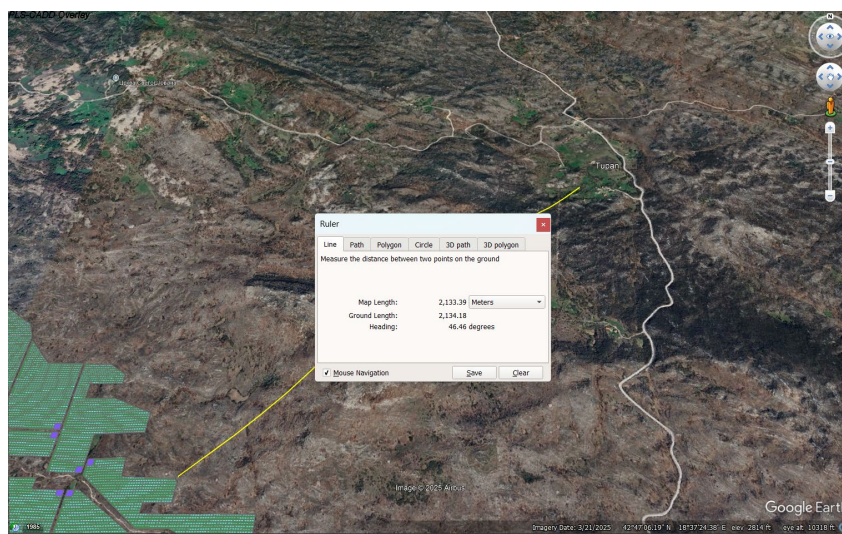 PLS-CADD Overlay
N
Tupan
Ruler
Line Path Polygon Circle 3D path 3D polygon
Measure the distance between two points on the ground
Map Length: 2,133.39 Meters
Ground Length: 2,134.18
Heading: 46.46 degrees
Mouse Navigation Save Clear
Image © 2025 Airbus
Google Earth
1985
Imagery Date: 3/21/2025 42°47'06.19" N 18°37'24.38" E elev 2814 ft eye alt 10318 ft